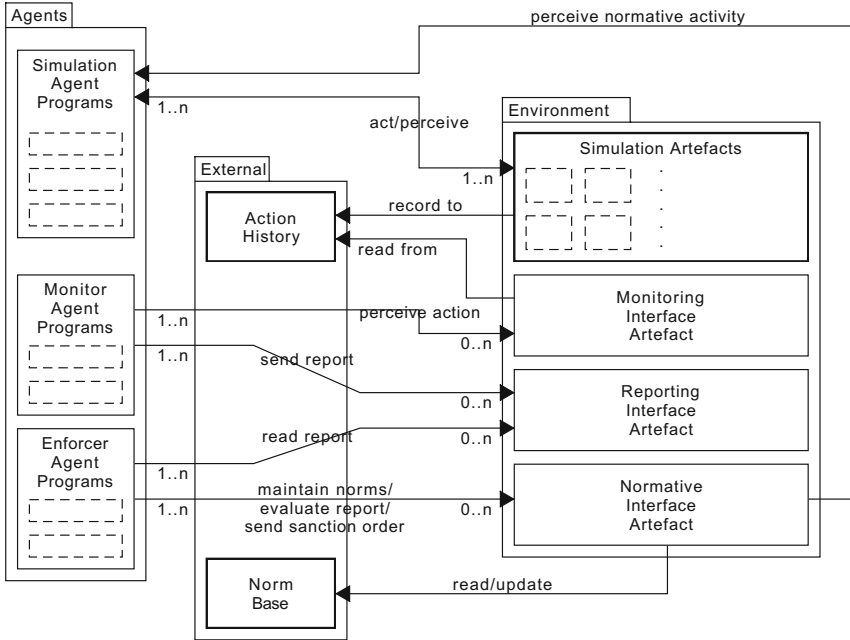 Agents
perceive normative activity
Simulation
Agent
Programs
1..n
act/perceive
Environment
Simulation Artefacts
1..n
External
Action
History
record to
read from
Monitor
Agent
Programs
1..n
perceive action
0..n
Monitoring
Interface
Artefact
1..n
send report
0..n
Reporting
Interface
Artefact
Enforcer
Agent
Programs
1..n
read report
0..n
1..n
maintain norms/
evaluate report/
send sanction order
0..n
Normative
Interface
Artefact
Norm
Base
read/update